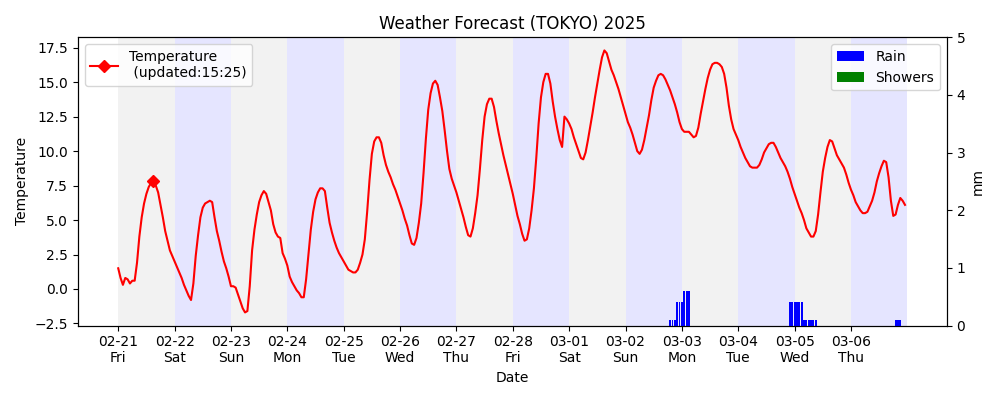 Weather Forecast (TOKYO) 2025
Temperature
(updated:15:25)
Rain
Showers
Temperature
17.5
15.0
12.5
10.0
7.5
5.0
2.5
0.0
−2.5
5
4
3
2
1
0
mm
02-21 02-22 02-23 02-24 02-25 02-26 02-27 02-28 03-01 03-02 03-03 03-04 03-05 03-06
Fri Sat Sun Mon Tue Wed Thu Fri Sat Sun Mon Tue Wed Thu
Date